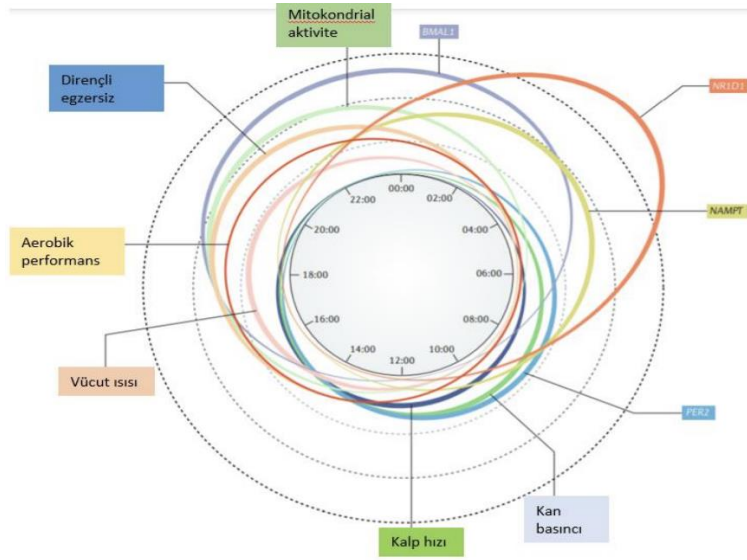 Mitokondrial
aktivite
BMAL1
Dirençli
egzersiz
NR1D1
NAMPT
Aerobik
performans
Vücut ısısı
00:00
02:00
04:00
06:00
08:00
10:00
12:00
14:00
16:00
18:00
20:00
22:00
PER2
Kan
basıncı
Kalp hızı